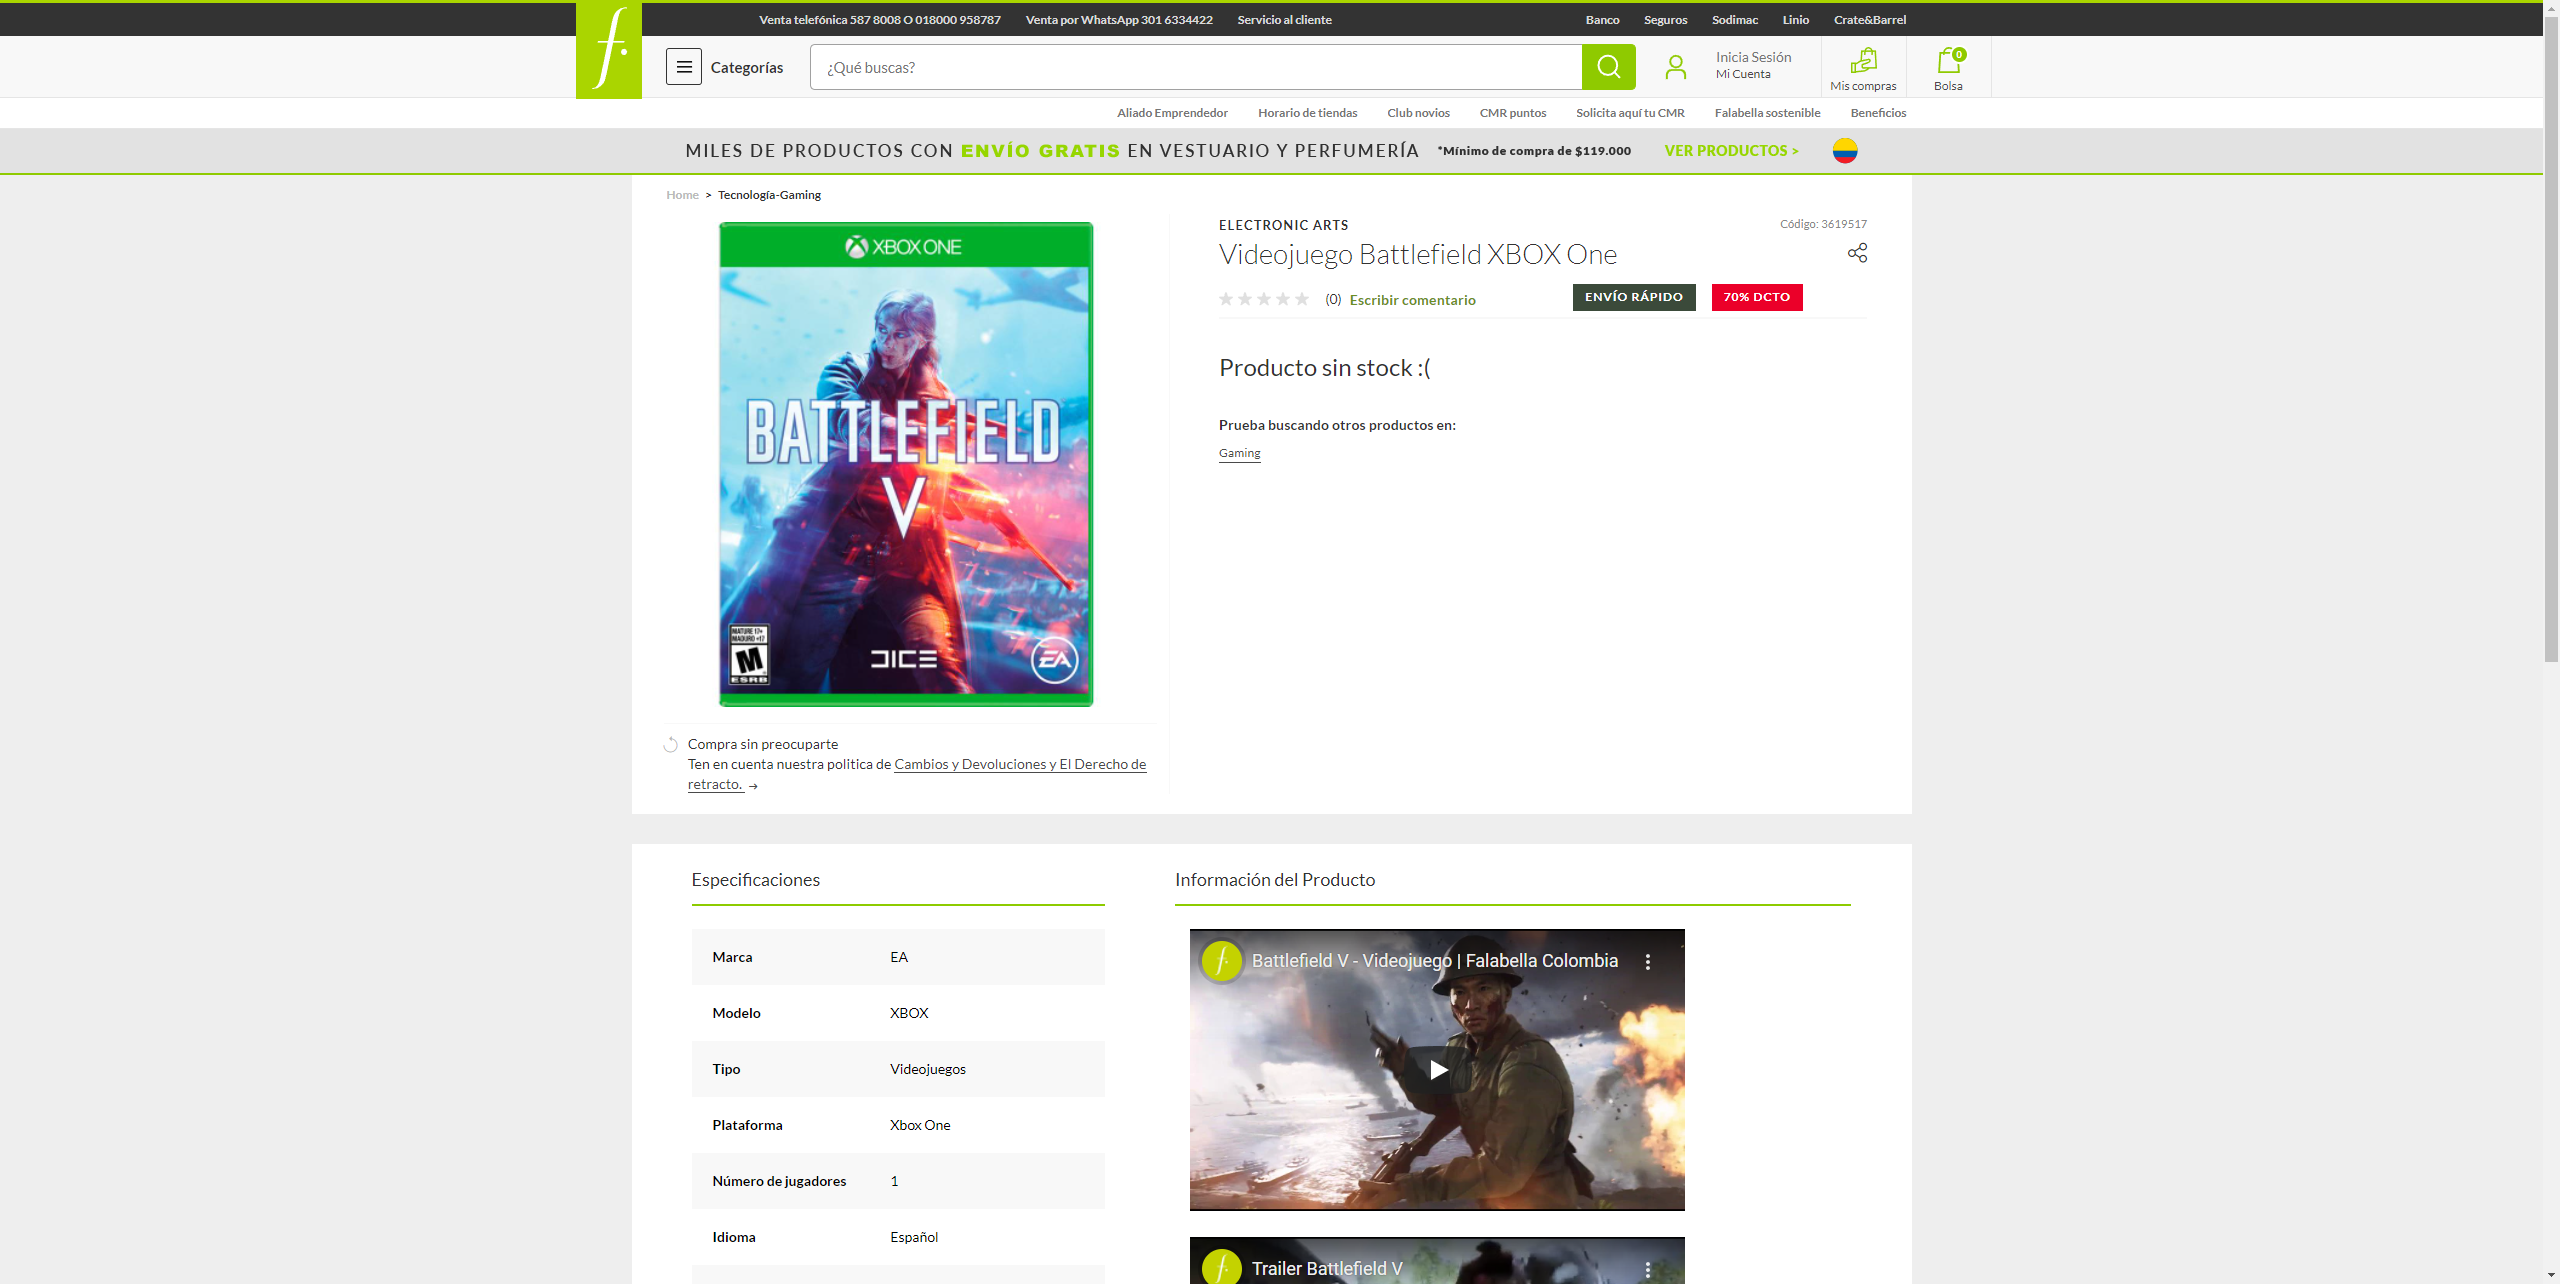 Venta telefónica 587 8008 O 018000 958787
Venta por WhatsApp 301 6334422
Servicio al cliente
Banco
Seguros
Sodimac
Linio
Crate&Barrel
f.
Categorías
¿Qué buscas?
Inicia Sesión
Mi Cuenta
Mis compras
0
Bolsa
Aliado Emprendedor
Horario de tiendas
Club novios
CMR puntos
Solicita aquí tu CMR
Falabella sostenible
Beneficios
MILES DE PRODUCTOS CON ENVÍO GRATIS EN VESTUARIO Y PERFUMERÍA *Mínimo de compra de $119.000 VER PRODUCTOS >
Home > Tecnología-Gaming
XBOX ONE
BATTLEFIELD
V
MATURE 17+
MADURO +17
M
ESRB
DICE
EA
ELECTRONIC ARTS
Código: 3619517
Videojuego Battlefield XBOX One
(0) Escribir comentario
ENVÍO RÁPIDO
70% DCTO
Producto sin stock :(
Prueba buscando otros productos en:
Gaming
Compra sin preocuparte
Ten en cuenta nuestra politica de Cambios y Devoluciones y El Derecho de
retracto. →
Especificaciones
Marca EA
Modelo XBOX
Tipo Videojuegos
Plataforma Xbox One
Número de jugadores 1
Idioma Español
Información del Producto
f.
Battlefield V - Videojuego | Falabella Colombia
f.
Trailer Battlefield V